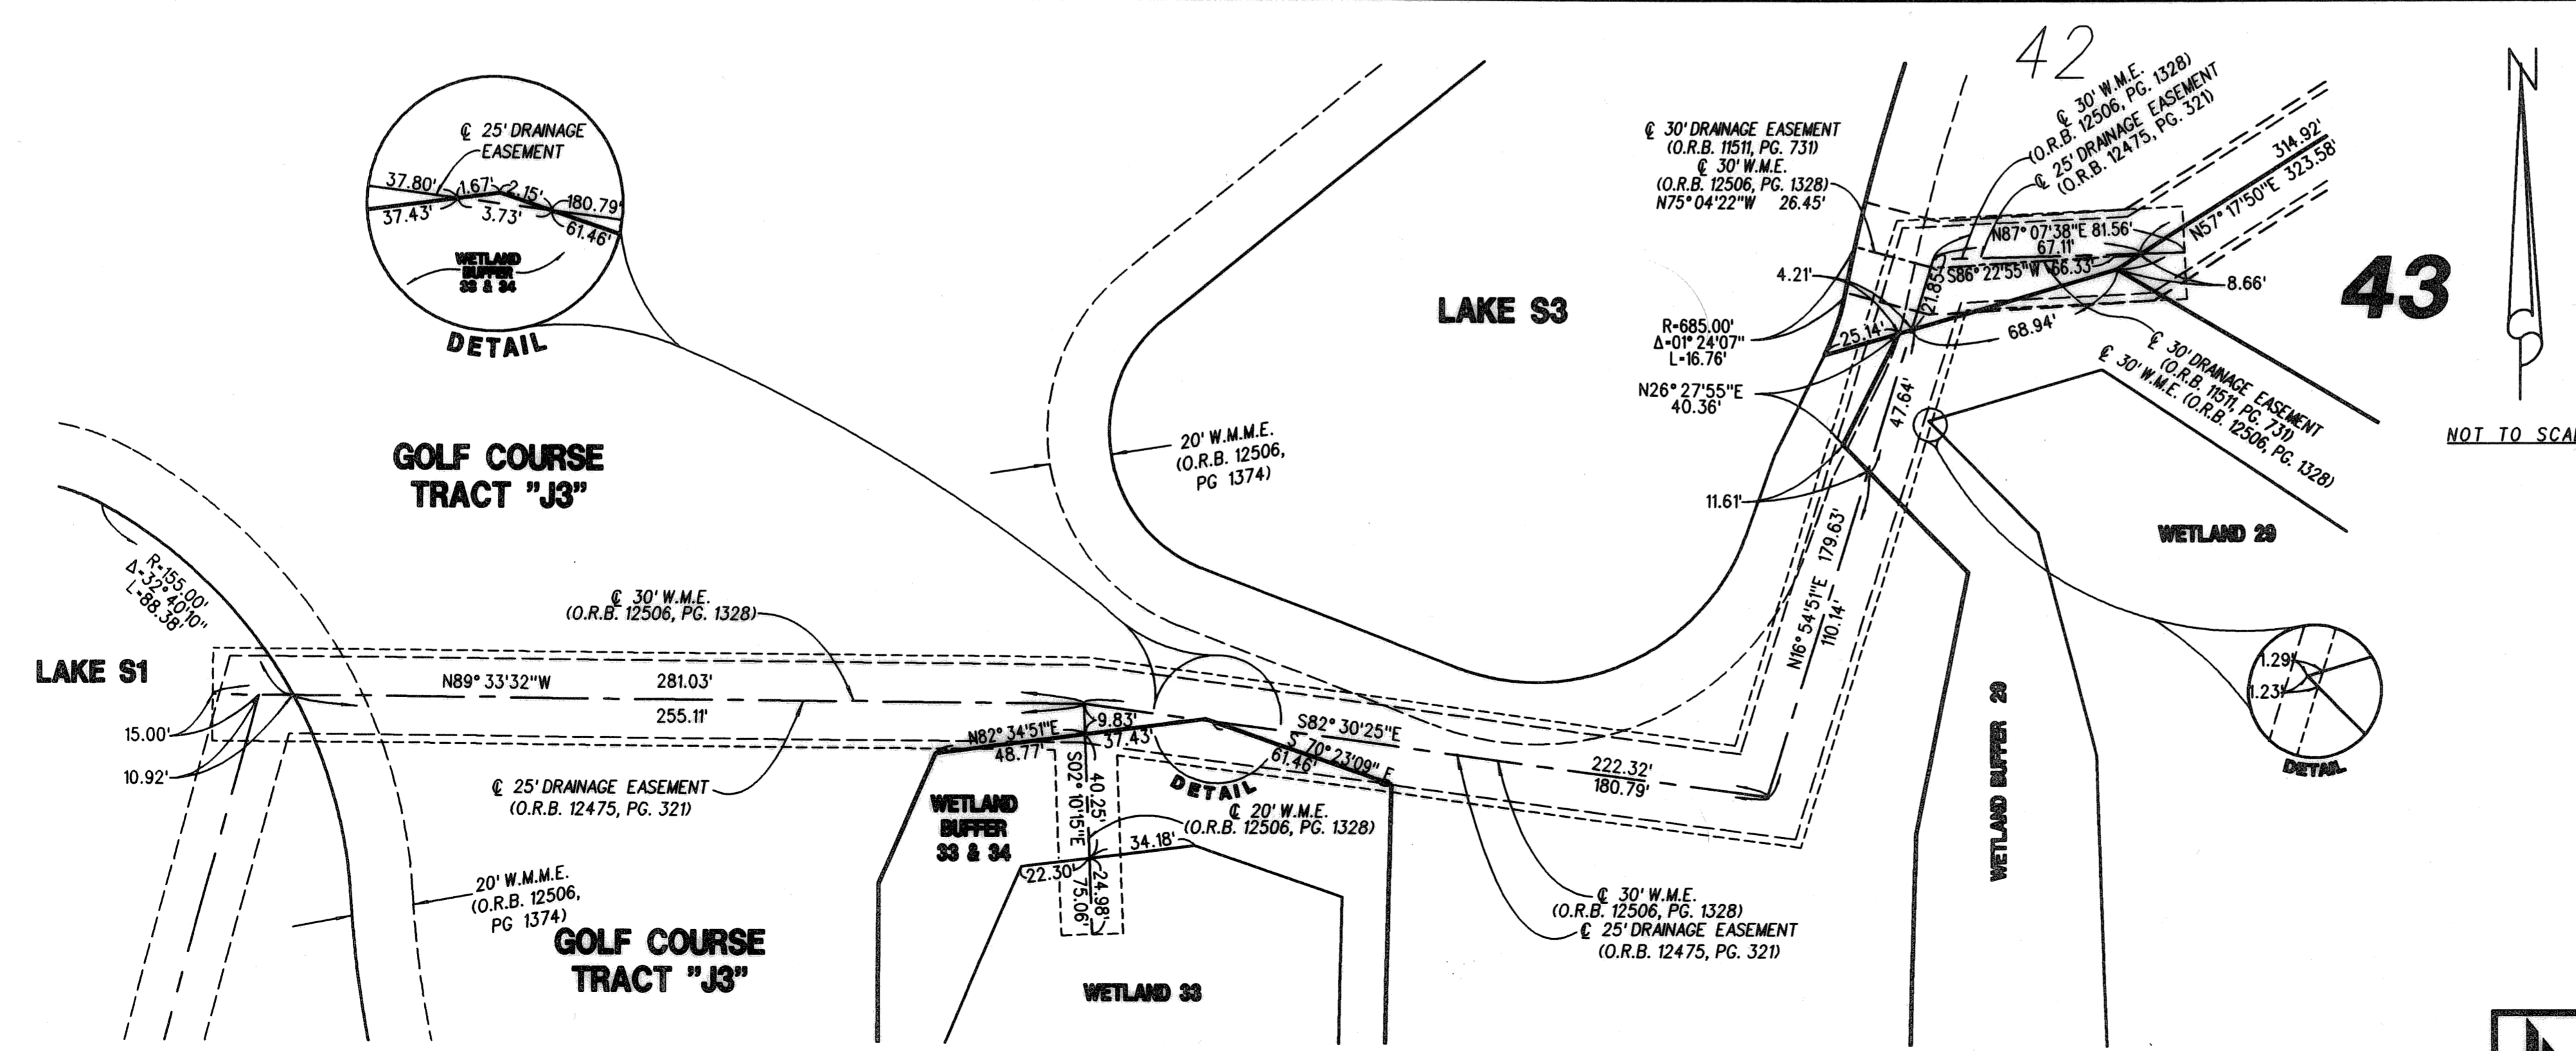 42
N
NOT TO
43
℄ 25' DRAINAGE
EASEMENT
37.80'
1.67'
2.15'
180.79'
37.43'
3.73'
61.46'
WETLAND
BUFFER
33 & 34
DETAIL
℄ 30' DRAINAGE EASEMENT
(O.R.B. 11511, PG. 731)
℄ 30' W.M.E.
(O.R.B. 12506, PG. 1328)
N75°04'22"W 26.45'
℄ 30' W.M.E.
(O.R.B. 12506, PG. 1328)
℄ 25' DRAINAGE EASEMENT
(O.R.B. 12475, PG. 321)
314.92'
N57°17'50"E 323.58'
N87°07'38"E 81.56'
67.11'
S86°22'55"W 66.33'
8.66'
21.85'
4.21'
R=685.00'
Δ=01°24'07"
L=16.76'
25.14'
68.94'
N26°27'55"E
40.36'
47.64'
11.61'
℄ 30' DRAINAGE EASEMENT
(O.R.B. 11511, PG. 731)
℄ 30' W.M.E. (O.R.B. 12506, PG. 1328)
LAKE S3
GOLF COURSE
TRACT "J3"
20' W.M.M.E.
(O.R.B. 12506,
PG 1374)
WETLAND 29
R=155.00'
Δ=32°40'10"
L=88.38'
℄ 30' W.M.E.
(O.R.B. 12506, PG. 1328)
LAKE S1
N89°33'32"W 281.03'
255.11'
15.00'
10.92'
N16°54'51"E 179.63'
110.14'
1.29'
1.23'
DETAIL
WETLAND BUFFER 29
N82°34'51"E
9.83'
48.77'
37.43'
S82°30'25"E
S 70°23'09" E
61.46'
222.32'
180.79'
DETAIL
℄ 25' DRAINAGE EASEMENT
(O.R.B. 12475, PG. 321)
S02°10'15"E
40.25'
℄ 20' W.M.E.
(O.R.B. 12506, PG. 1328)
WETLAND
BUFFER
33 & 34
34.18'
22.30'
75.06'
24.98'
20' W.M.M.E.
(O.R.B. 12506,
PG 1374)
GOLF COURSE
TRACT "J3"
℄ 30' W.M.E.
(O.R.B. 12506, PG. 1328)
℄ 25' DRAINAGE EASEMENT
(O.R.B. 12475, PG. 321)
WETLAND 33